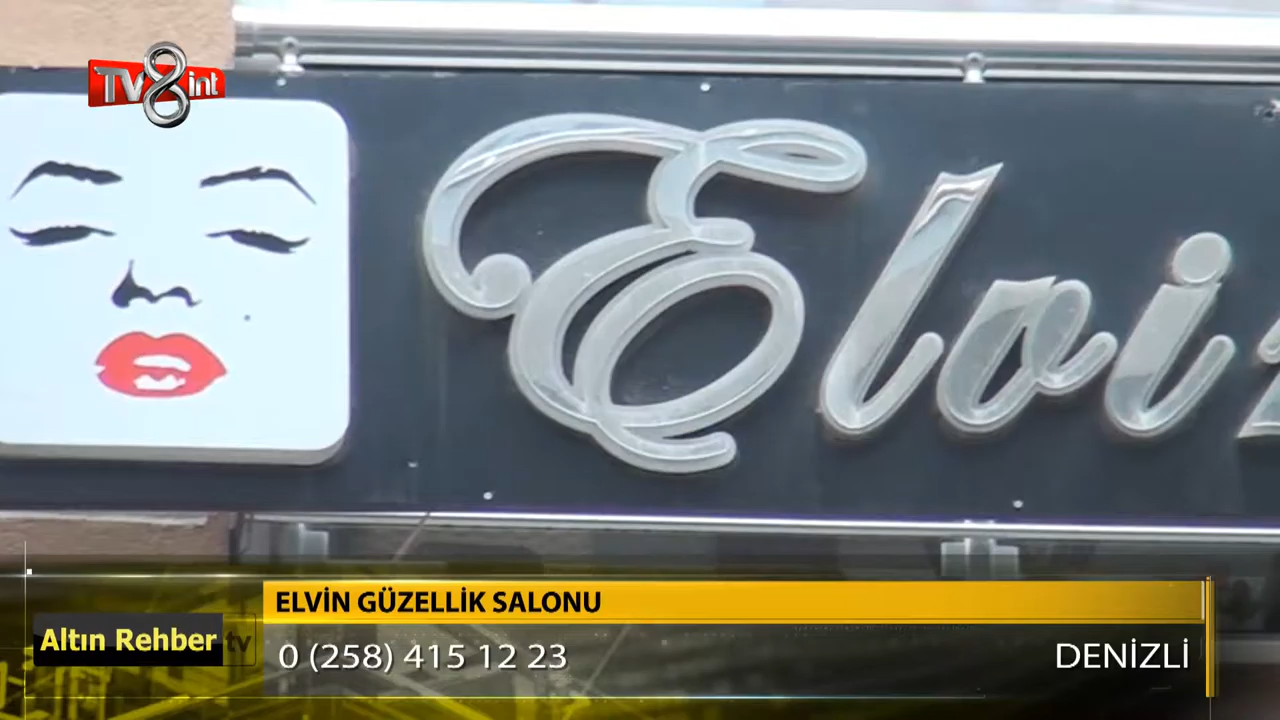 TV8int
Elvi
ELVİN GÜZELLİK SALONU
Altın Rehber tv
0 (258) 415 12 23
DENİZLİ